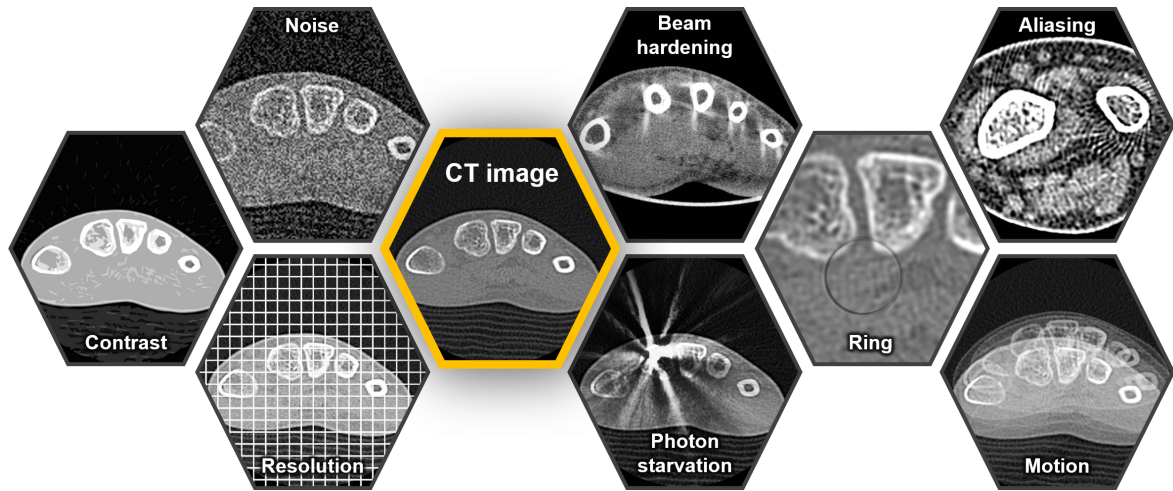 Noise
Beam
hardening
Aliasing
CT image
Contrast
Ring
Resolution
Photon
starvation
Motion